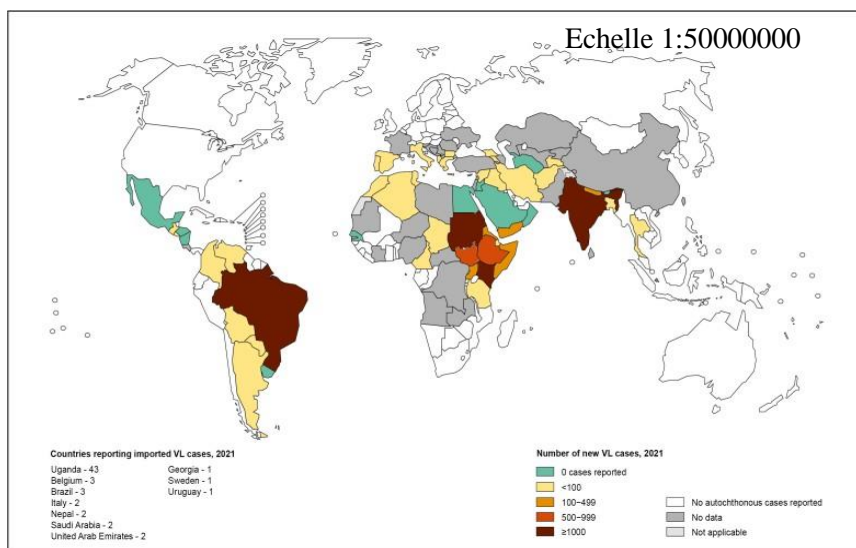 Echelle 1:50000000
Countries reporting imported VL cases, 2021
Uganda - 43
Belgium - 3
Brazil - 3
Italy - 2
Nepal - 2
Saudi Arabia - 2
United Arab Emirates - 2
Georgia - 1
Sweden - 1
Uruguay - 1
Number of new VL cases, 2021
0 cases reported
<100
100–499
500–999
≥1000
No autochthonous cases reported
No data
Not applicable